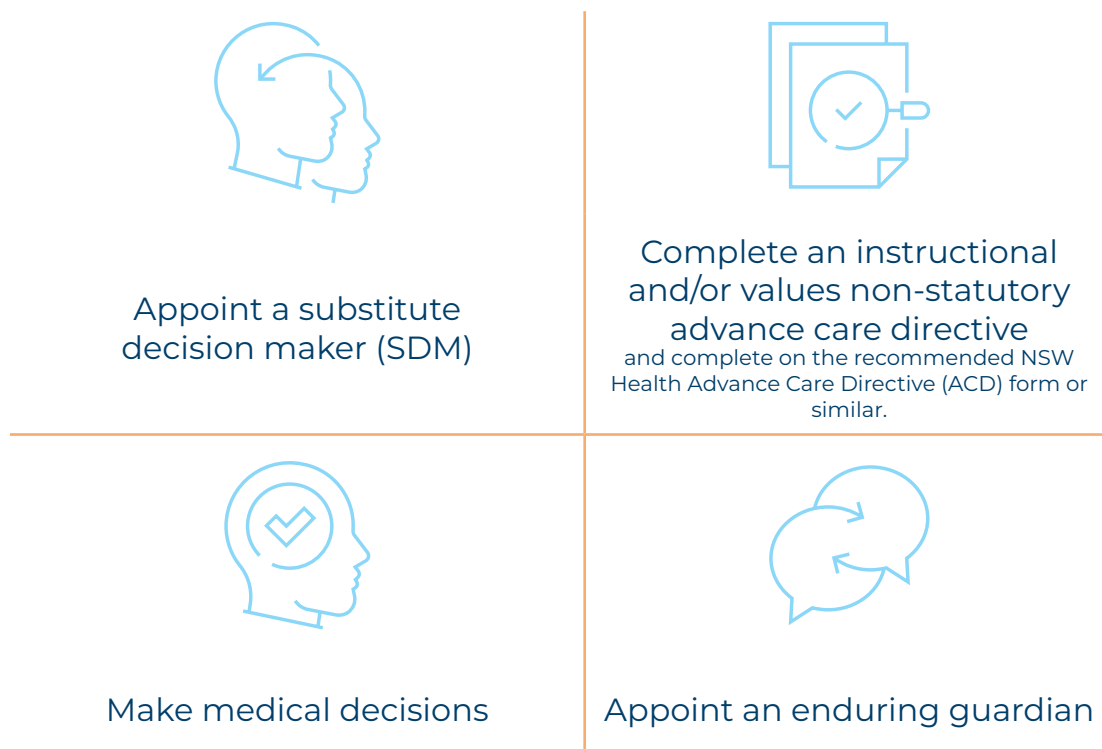 Appoint a substitute
decision maker (SDM)
Complete an instructional
and/or values non-statutory
advance care directive
and complete on the recommended NSW
Health Advance Care Directive (ACD) form or
similar.
Make medical decisions
Appoint an enduring guardian